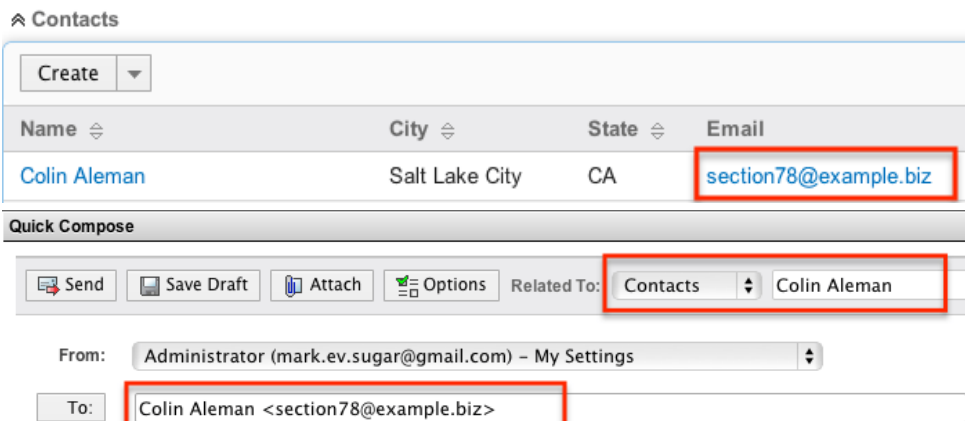 Contacts
Create
Name City State Email
Colin Aleman Salt Lake City CA section78@example.biz
Quick Compose
Send Save Draft Attach Options Related To: Contacts Colin Aleman
From: Administrator (mark.ev.sugar@gmail.com) – My Settings
To: Colin Aleman <section78@example.biz>